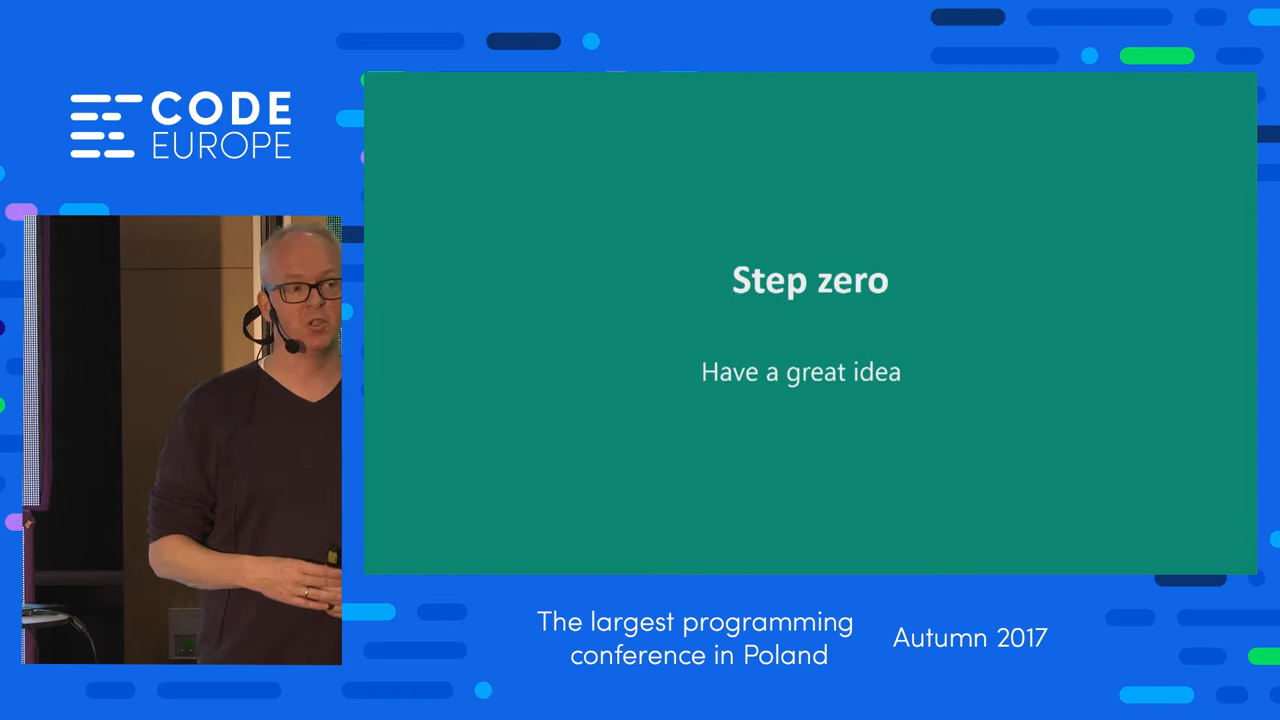 CODE
EUROPE
Step zero
Have a great idea
The largest programming
conference in Poland
Autumn 2017